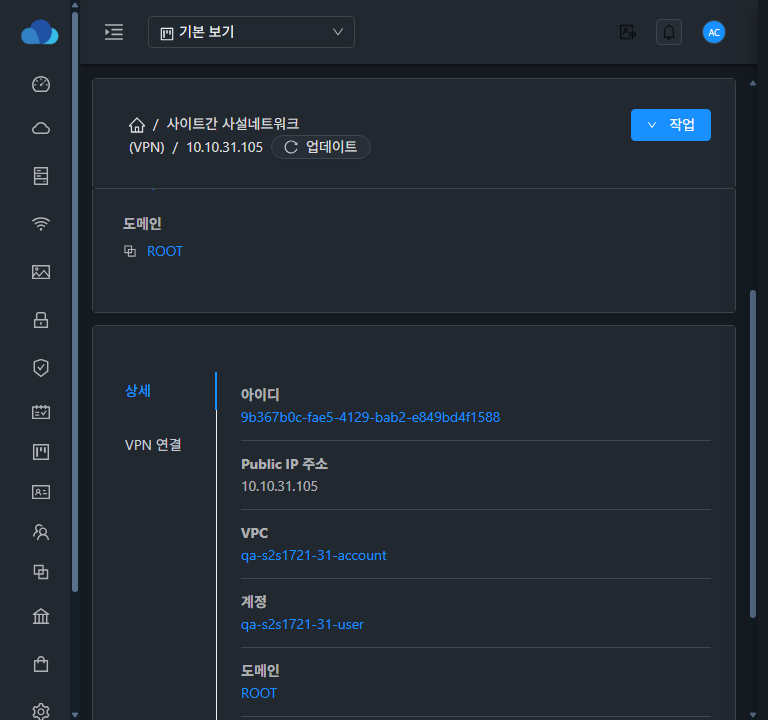 기본 보기
AC
/ 사이트간 사설네트워크
(VPN) / 10.10.31.105 업데이트
작업
도메인
ROOT
상세
VPN 연결
아이디
9b367b0c-fae5-4129-bab2-e849bd4f1588
Public IP 주소
10.10.31.105
VPC
qa-s2s1721-31-account
계정
qa-s2s1721-31-user
도메인
ROOT